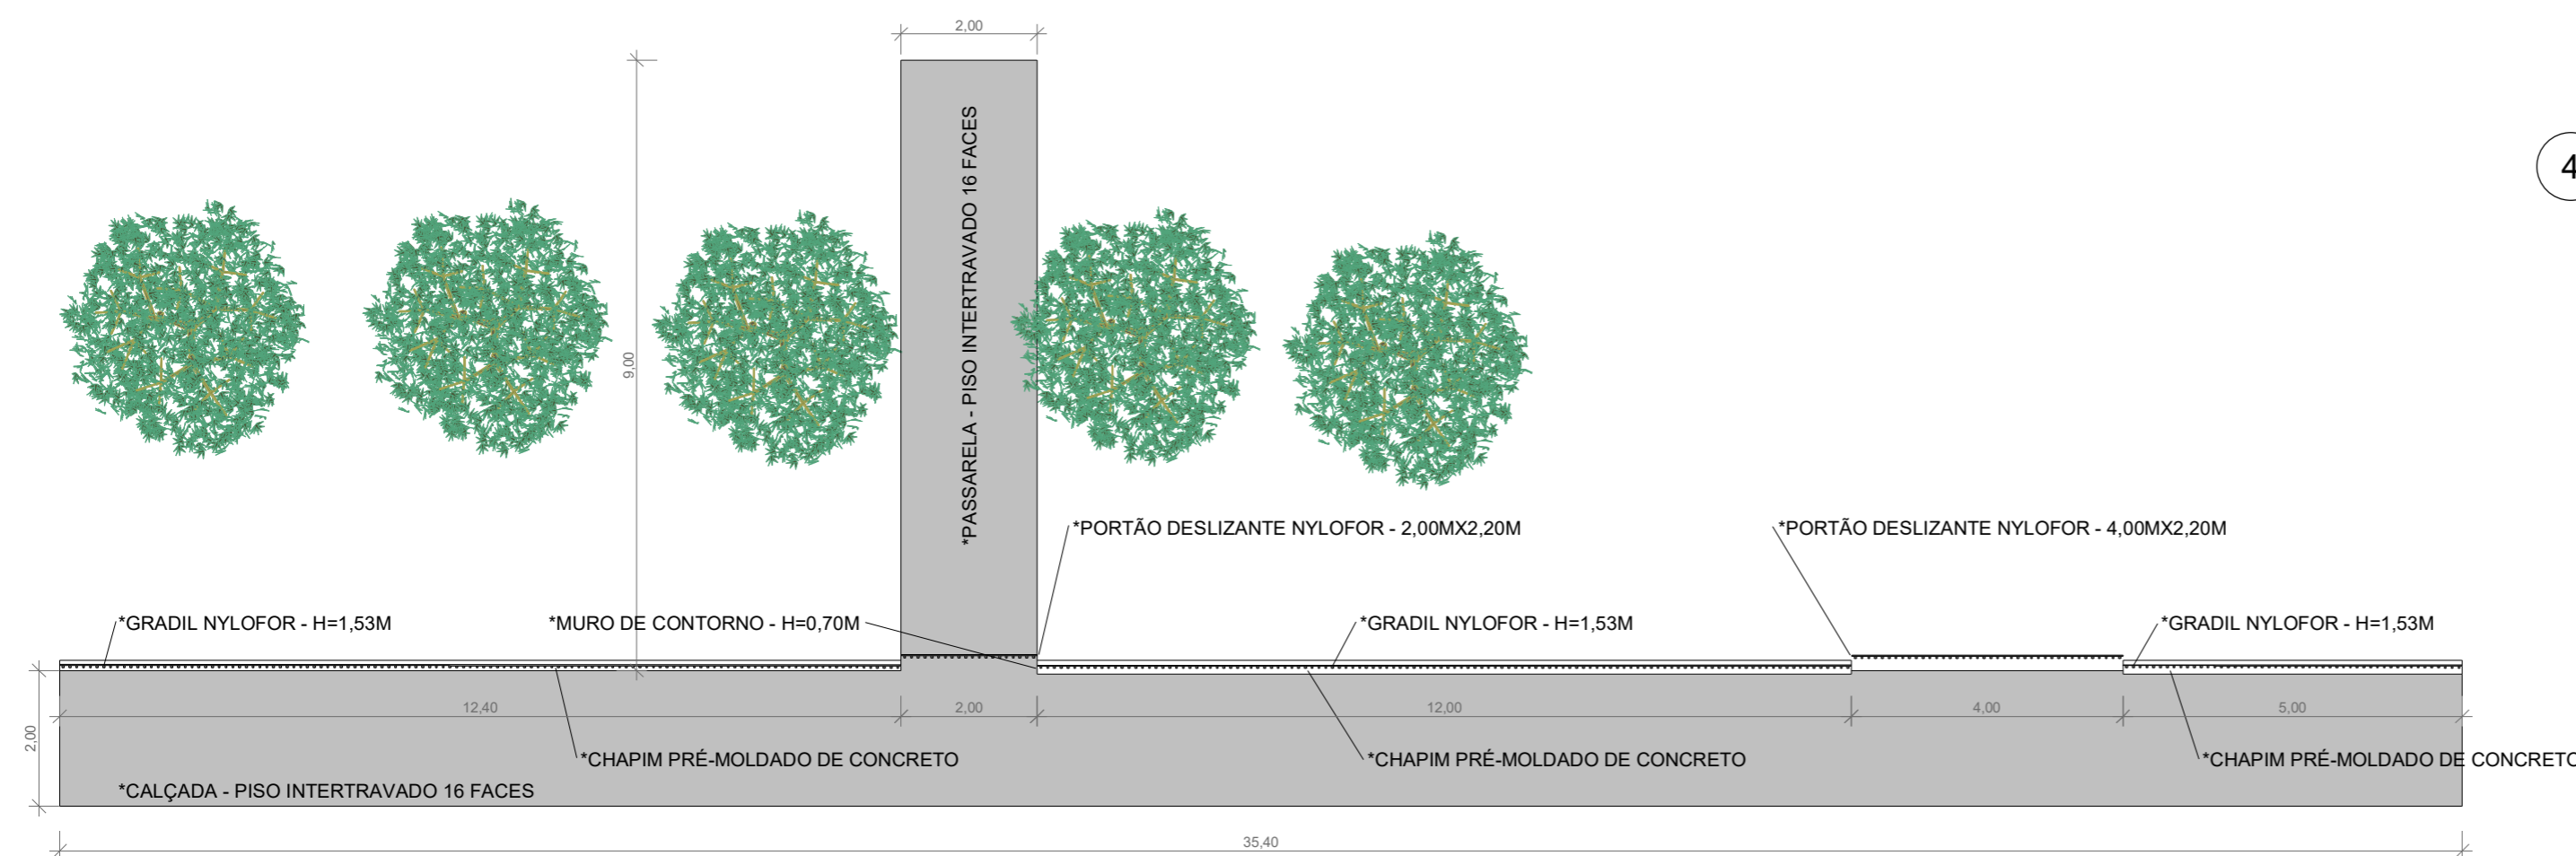 2,00
4
*PASSARELA - PISO INTERTRAVADO 16 FACES
9,00
*PORTÃO DESLIZANTE NYLOFOR - 2,00MX2,20M
*PORTÃO DESLIZANTE NYLOFOR - 4,00MX2,20M
*GRADIL NYLOFOR - H=1,53M
*MURO DE CONTORNO - H=0,70M
*GRADIL NYLOFOR - H=1,53M
*GRADIL NYLOFOR - H=1,53M
12,40
2,00
12,00
4,00
5,00
2,00
*CHAPIM PRÉ-MOLDADO DE CONCRETO
*CHAPIM PRÉ-MOLDADO DE CONCRETO
*CHAPIM PRÉ-MOLDADO DE CONCRETO
*CALÇADA - PISO INTERTRAVADO 16 FACES
35,40